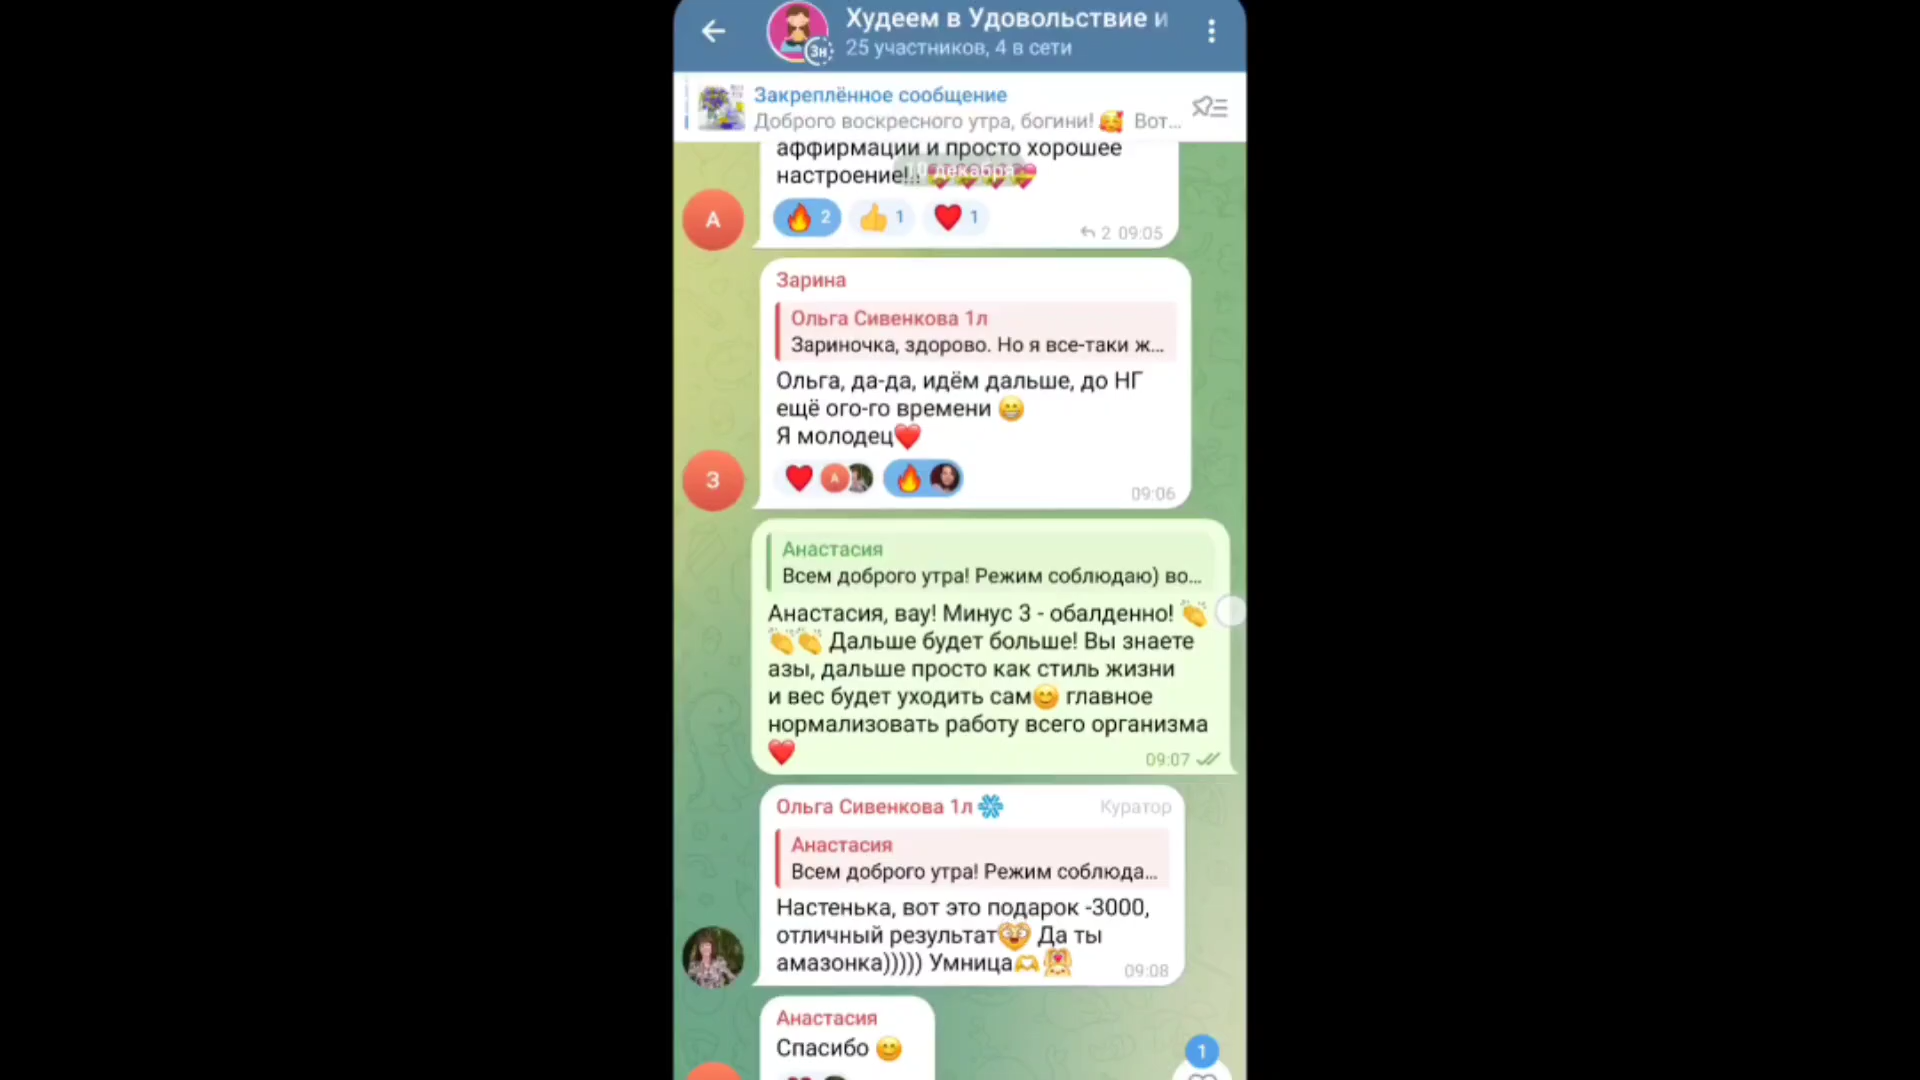 Худеем в Удовольствие и
Зн
25 участников, 4 в сети
Закреплённое сообщение
Доброго воскресного утра, богини! 🥰 Вот...
аффирмации и просто хорошее
настроение!!! 💝💝💝💝
10 декабря
А
🔥 2 👍 1 ❤️ 1
2 09:05
Зарина
Ольга Сивенкова 1л
Зариночка, здорово. Но я все-таки ж...
Ольга, да-да, идём дальше, до НГ
ещё ого-го времени 😁
Я молодец❤️
❤️ А 🔥
З
09:06
Анастасия
Всем доброго утра! Режим соблюдаю) во...
Анастасия, вау! Минус 3 - обалденно! 👏
👏👏 Дальше будет больше! Вы знаете
азы, дальше просто как стиль жизни
и вес будет уходить сам😊 главное
нормализовать работу всего организма
❤️
09:07
Ольга Сивенкова 1л Куратор
Анастасия
Всем доброго утра! Режим соблюда...
Настенька, вот это подарок -3000,
отличный результат Да ты
амазонка))))) Умница🫶
09:08
Анастасия
Спасибо 😊
1